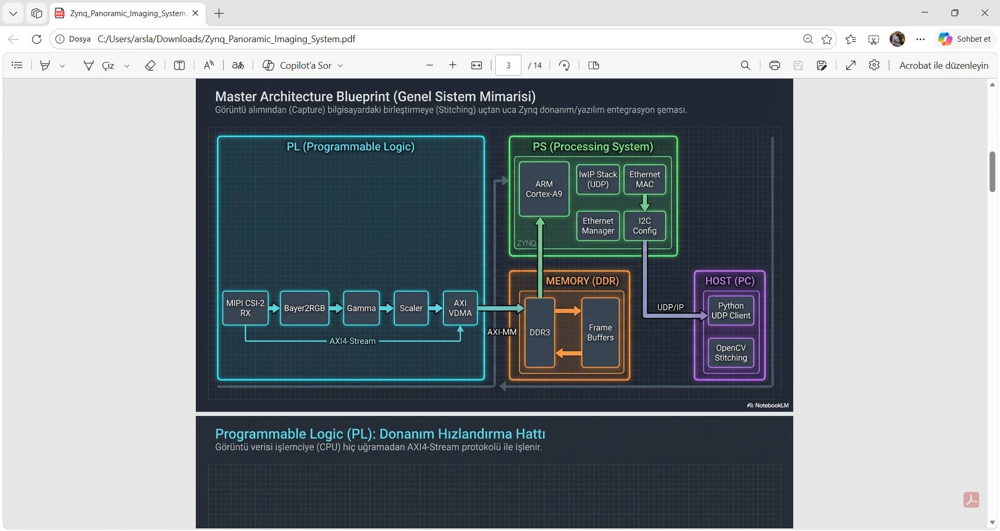 Zynq_Panoramic_Imaging_System.
Dosya
C:/Users/arsla/Downloads/Zynq_Panoramic_Imaging_System.pdf
Sohbet et
Çiz
Copilot'a Sor
3
/ 14
Acrobat ile düzenleyin
Master Architecture Blueprint (Genel Sistem Mimarisi)
Görüntü alımından (Capture) bilgisayardaki birleştirmeye (Stitching) uçtan uca Zynq donanım/yazılım entegrasyon şeması.
PL (Programmable Logic)
MIPI CSI-2
RX
Bayer2RGB
Gamma
Scaler
AXI
VDMA
AXI4-Stream
AXI-MM
PS (Processing System)
ARM
Cortex-A9
lwIP Stack
(UDP)
Ethernet
MAC
Ethernet
Manager
I2C
Config
ZYNQ
MEMORY (DDR)
DDR3
Frame
Buffers
UDP/IP
HOST (PC)
Python
UDP Client
OpenCV
Stitching
NotebookLM
Programmable Logic (PL): Donanım Hızlandırma Hattı
Görüntü verisi işlemciye (CPU) hiç uğramadan AXI4-Stream protokolü ile işlenir.